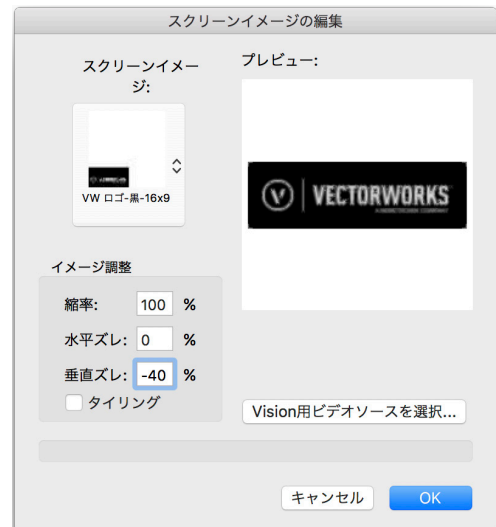 スクリーンイメージの編集
スクリーンイメー
ジ:
プレビュー:
VW ロゴ-黒-16x9
V VECTORWORKS
A NEMETSCHEK COMPANY
イメージ調整
縮率: 100 %
水平ズレ: 0 %
垂直ズレ: -40 %
タイリング
Vision用ビデオソースを選択...
キャンセル
OK